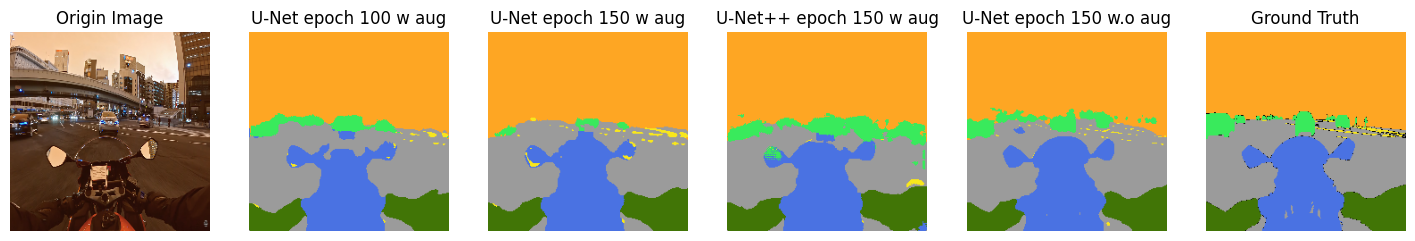 Origin Image
U-Net epoch 100 w aug
U-Net epoch 150 w aug
U-Net++ epoch 150 w aug
U-Net epoch 150 w.o aug
Ground Truth